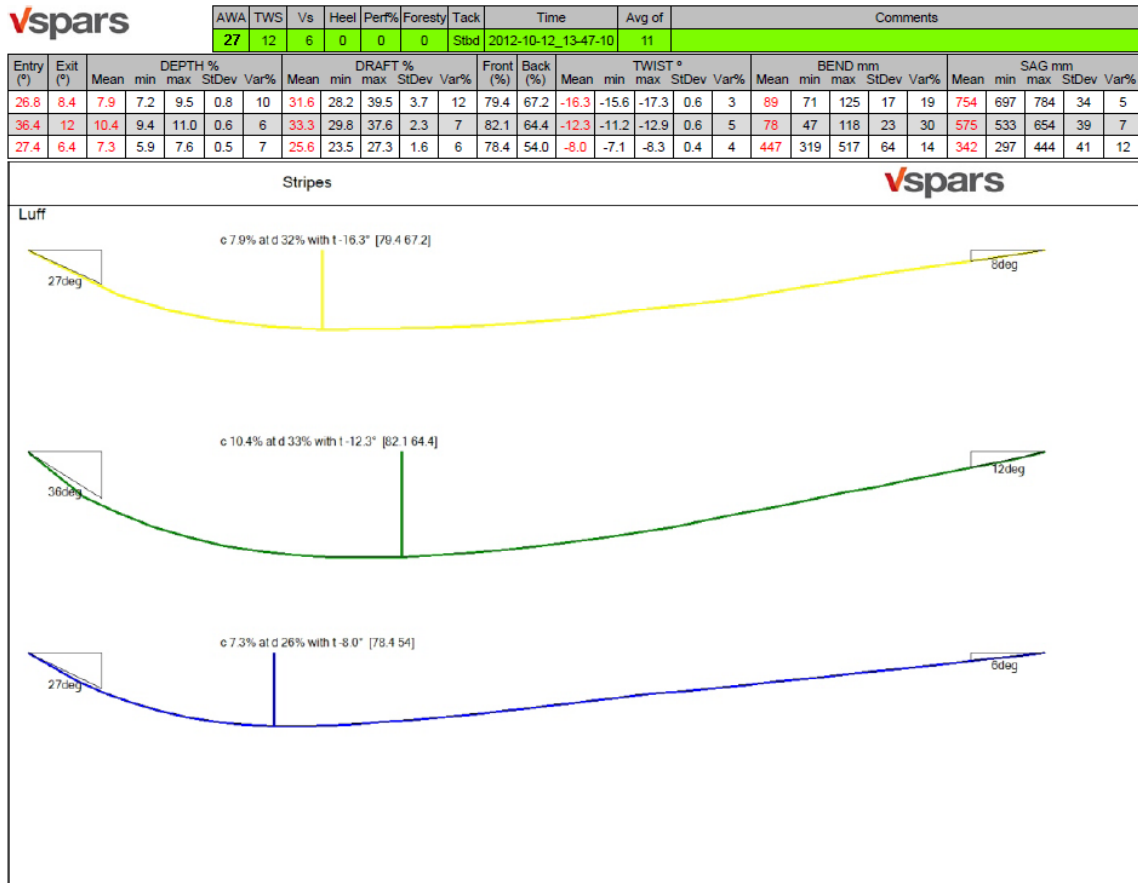 vspars
AWA TWS Vs Heel Perf% Foresty Tack Time Avg of Comments
27 12 6 0 0 0 Stbd 2012-10-12_13-47-10 11
Entry Exit DEPTH % DRAFT % Front Back TWIST º BEND mm SAG mm
(º) (º) Mean min max StDev Var% Mean min max StDev Var% (%) (%) Mean min max StDev Var% Mean min max StDev Var% Mean min max StDev Var%
26.8 8.4 7.9 7.2 9.5 0.8 10 31.6 28.2 39.5 3.7 12 79.4 67.2 -16.3 -15.6 -17.3 0.6 3 89 71 125 17 19 754 697 784 34 5
36.4 12 10.4 9.4 11.0 0.6 6 33.3 29.8 37.6 2.3 7 82.1 64.4 -12.3 -11.2 -12.9 0.6 5 78 47 118 23 30 575 533 654 39 7
27.4 6.4 7.3 5.9 7.6 0.5 7 25.6 23.5 27.3 1.6 6 78.4 54.0 -8.0 -7.1 -8.3 0.4 4 447 319 517 64 14 342 297 444 41 12
Stripes
vspars
Luff
c 7.9% at d 32% with t -16.3° [79.4 67.2]
27deg
8deg
c 10.4% at d 33% with t -12.3° [82.1 64.4]
36deg
12deg
c 7.3% at d 26% with t -8.0° [78.4 54]
27deg
6deg